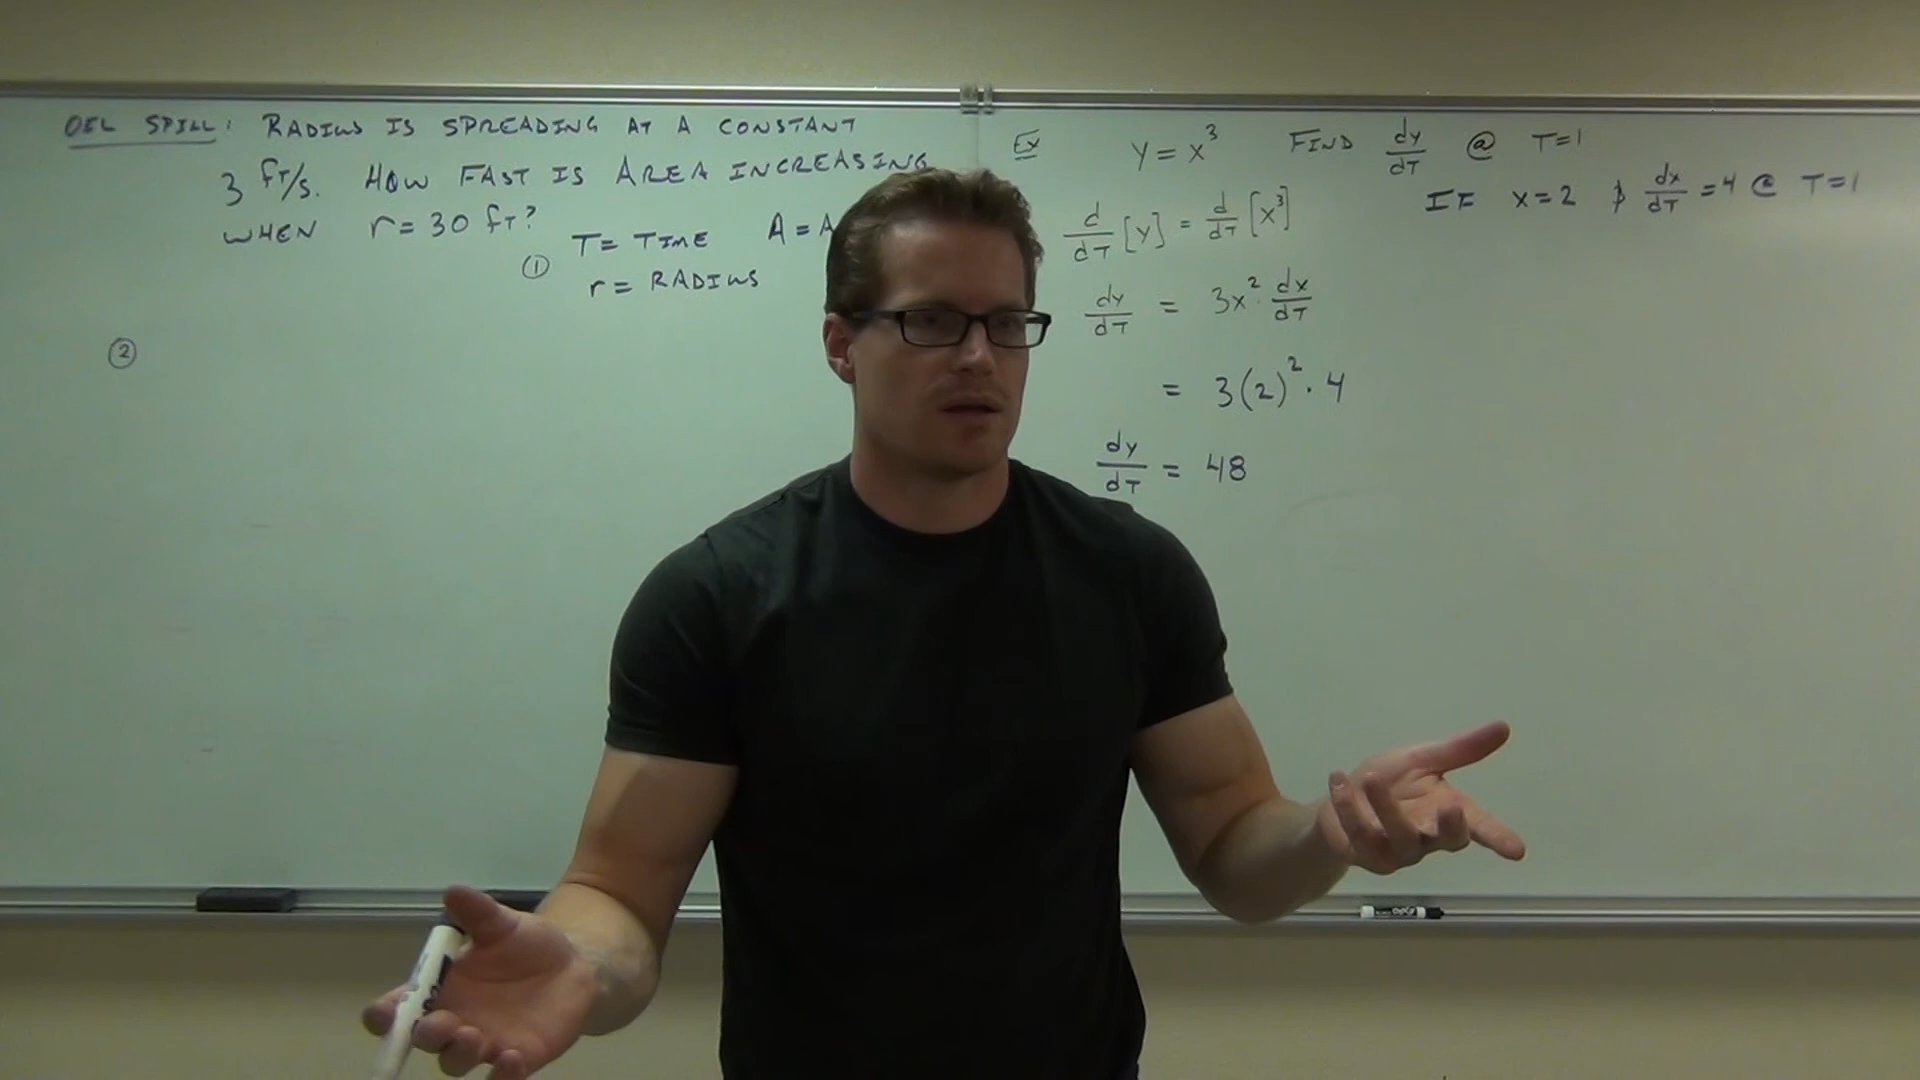 OIL SPILL: RADIUS IS SPREADING AT A CONSTANT
3 FT/S. HOW FAST IS AREA INCREASING
WHEN r = 30 FT?
① T = TIME A = A
r = RADIUS
②
EX y = x³ FIND dy/dT @ T=1
IF x = 2 & dx/dT = 4 @ T=1
d/dT [y] = d/dT [x³]
dy/dT = 3x² · dx/dT
= 3(2)² · 4
dy/dT = 48
EXPO